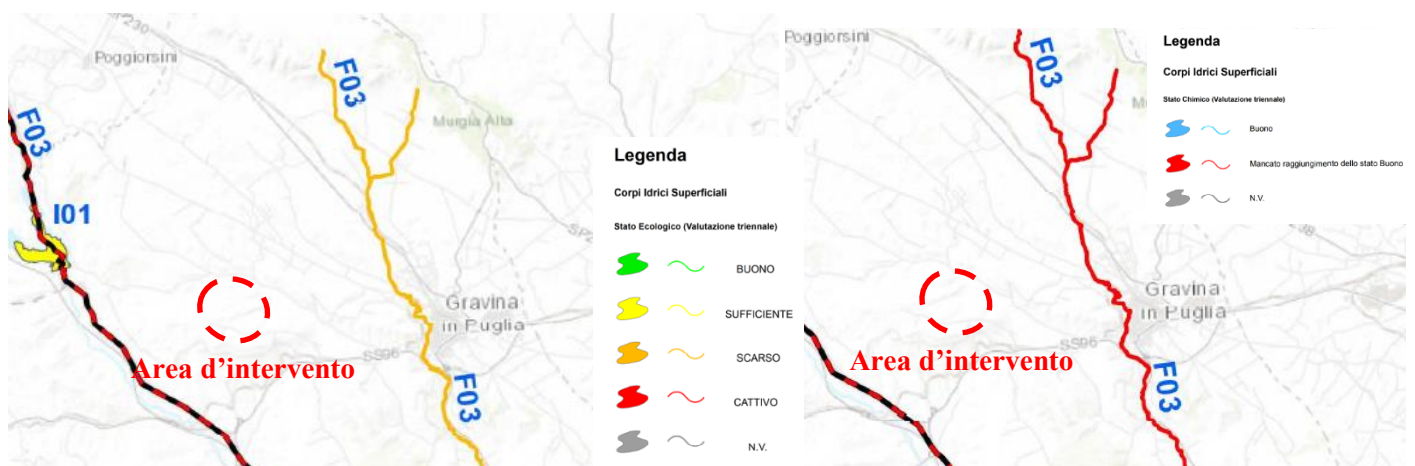 SP230
Poggiorsini
F03
F03
Murgia Alta
I01
Gravina
in Puglia
SS96
Area d’intervento
F03
Legenda
Corpi Idrici Superficiali
Stato Ecologico (Valutazione triennale)
BUONO
SUFFICIENTE
SCARSO
CATTIVO
N.V.
Poggiorsini
F03
Gravina
in Puglia
SS96
Area d’intervento
F03
Legenda
Corpi Idrici Superficiali
Stato Chimico (Valutazione triennale)
Buono
Mancato raggiungimento dello stato Buono
N.V.